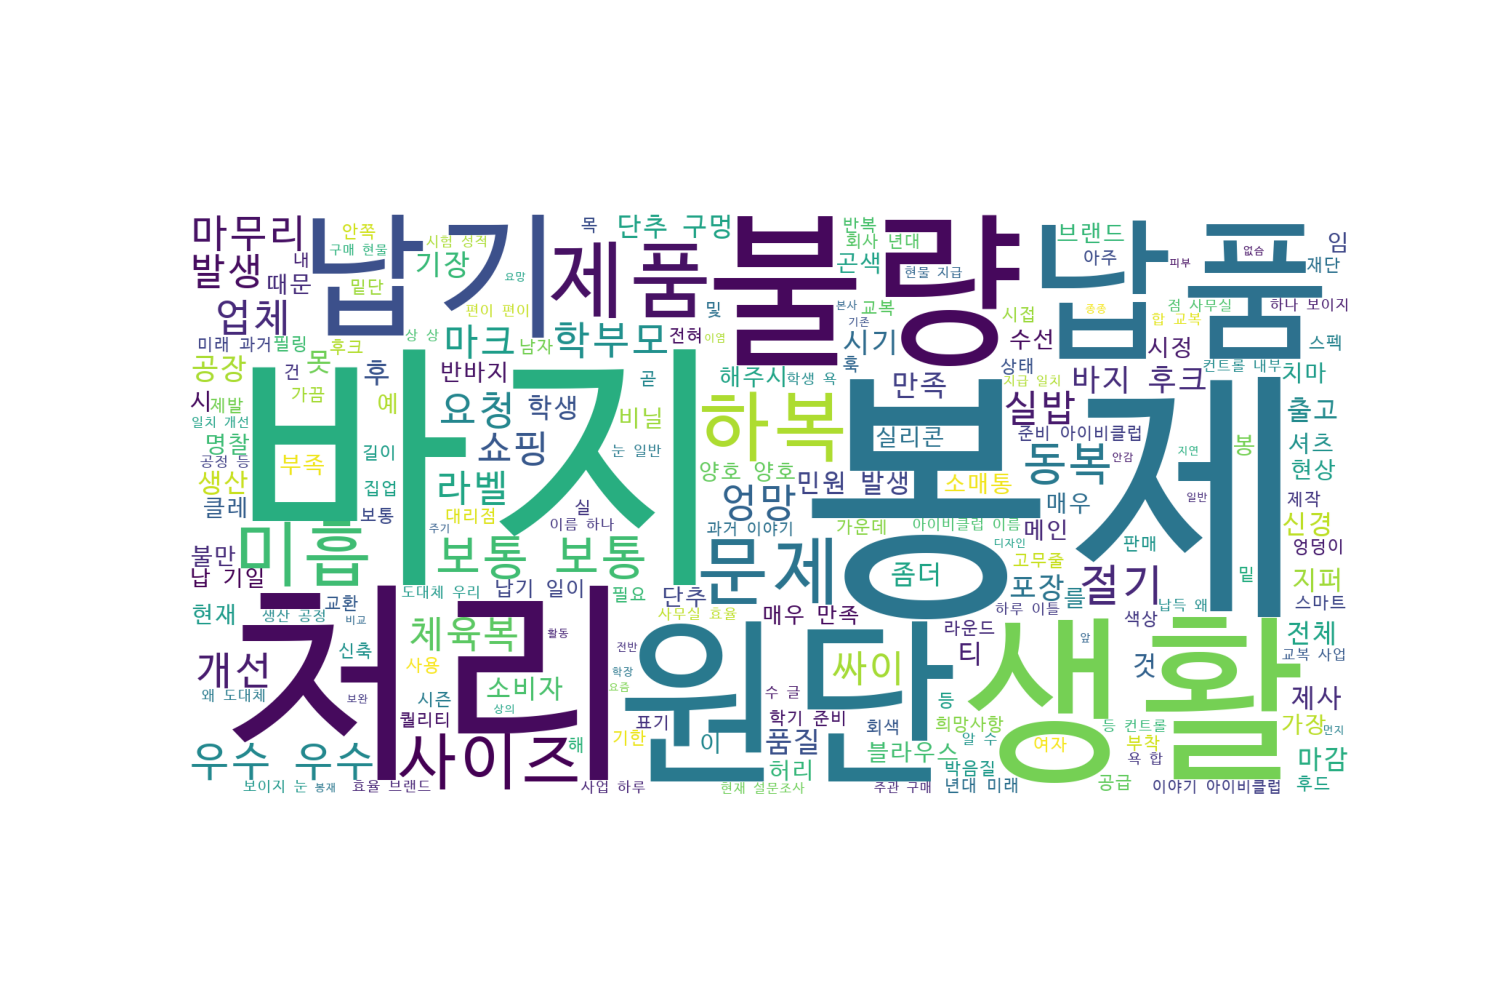 마무리
납기
제품
불량
납품
안쪽
구매 현물
시험 성적
목
단추 구멍
반복
회사 년대
브랜드
임
발생
내
때문
밑단
기장
요망
곤색
현물 지급
아주
없음
피부
재단
업체
편이 편이
및
본사
교복
기존
시접
종종
점 사무실
하나 보이지
합 교복
미래 과거
필링
후크
상 상
마크
남자
학부모
전혀
이염
시기
수선
시정
스펙
공장
못
건
후
반바지
곧
해주시
훅
학생 욕
만족
상태
지급 일치
바지 후크
컨트롤 내부
치마
시
제발
가끔
예
바지
요청
학생
비닐
하복
봉제
실밥
출고
일치 개선
명찰
길이
쇼핑
눈 일반
실리콘
준비 아이비클럽
동복
지연
안감
봉
셔츠
공정 등
부족
생산
집업
라벨
양호 양호
민원 발생
소매통
현상
클레
보통
대리점
실
이름 하나
엉망
매우
일반
제작
주기
과거 이야기
가운데
아이비클럽 이름
메인
신경
불만
미흡
보통 보통
문제
디자인
판매
엉덩이
납 기일
좀더
고무줄
절기
밑
지퍼
현재
생산 공정
교환
비교
도대체 우리
납기 일이
필요
단추
포장
를
하루 이틀
색상
납득 왜
스마트
처리
체육복
활동
사무실 효율
매우 만족
원단
라운드
앞
생활
전체
개선
신축
사용
전반
학장
싸이
티
것
교복 사업
왜 도대체
보완
시즌
소비자
요즘
수 글
등
제사
퀄리티
상의
표기
학기 준비
회색
희망사항
등 컨트롤
가장
먼지
우수 우수
사이즈
해
기한
이
품질
블라우스
알 수
여자
부착
욕 합
마감
허리
박음질
보이지 눈
봉재
효율 브랜드
사업 하루
현재 설문조사
주관 구매
년대 미래
공급
이야기 아이비클럽
후드